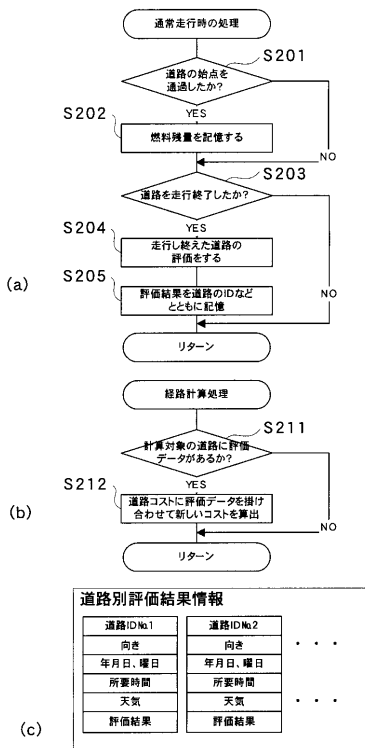 通常走行時の処理
S201
道路の始点を
通過したか?
YES
S202
燃料残量を記憶する
NO
S203
道路を走行終了したか?
YES
S204
走行し終えた道路の
評価をする
S205
評価結果を道路のIDなど
とともに記憶
NO
(a)
リターン
経路計算処理
S211
計算対象の道路に評価
データがあるか?
YES
S212
道路コストに評価データを掛け
合わせて新しいコストを算出
NO
(b)
リターン
道路別評価結果情報
道路IDNo.1 道路IDNo.2
向き 向き ・・・
年月日、曜日 年月日、曜日
所要時間 所要時間
天気 天気 ・・・
評価結果 評価結果
(c)